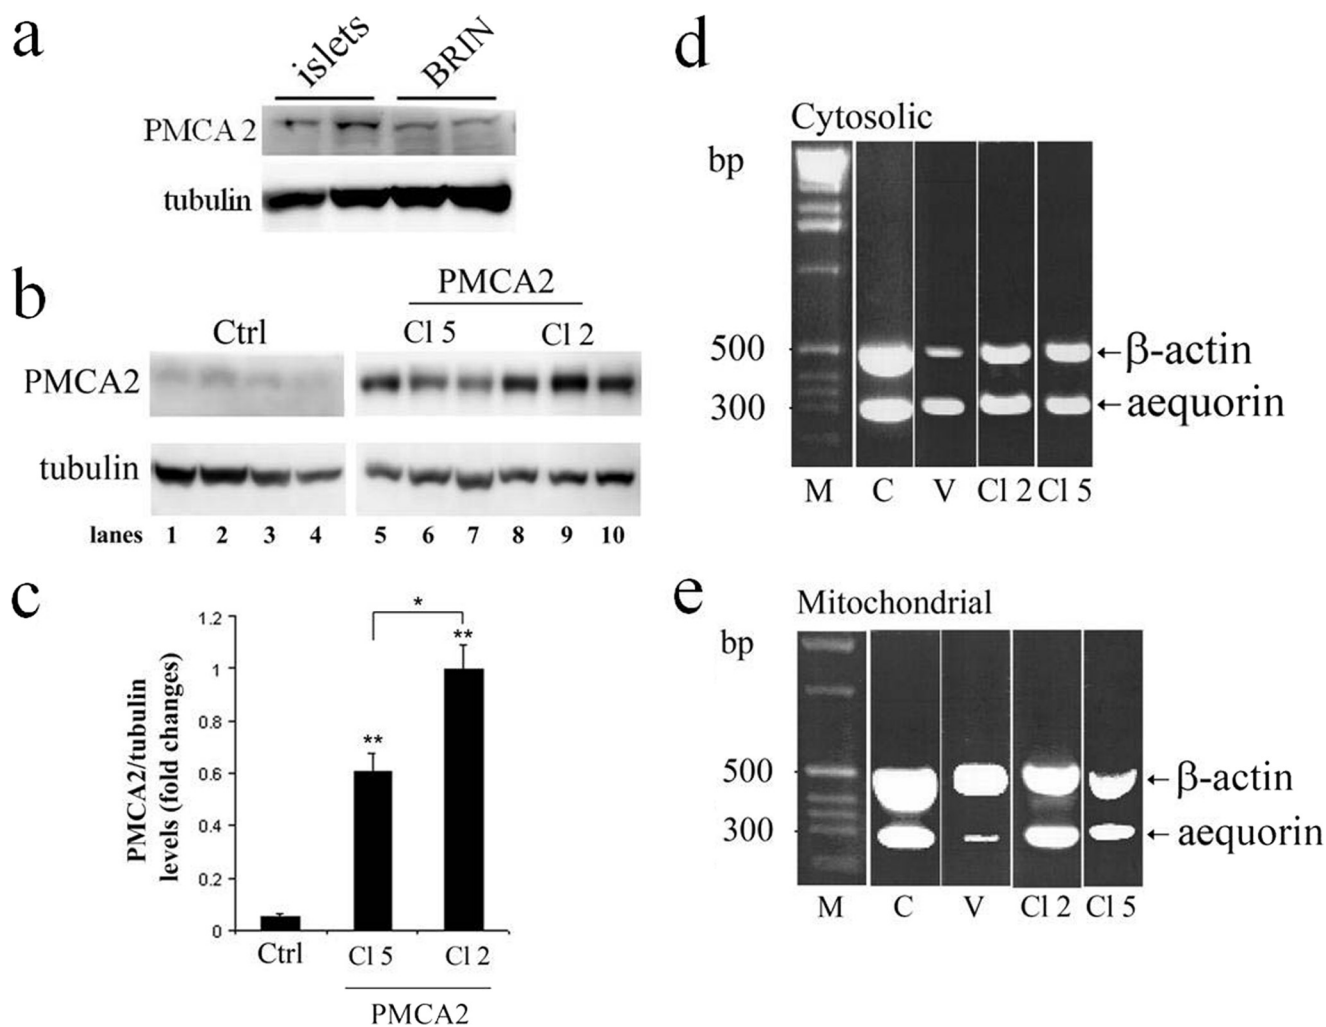 a
islets BRIN
PMCA 2
tubulin
b
PMCA2
Ctrl Cl 5 Cl 2
PMCA2
tubulin
lanes 1 2 3 4 5 6 7 8 9 10
c
PMCA2/tubulin
levels (fold changes)
1.2
1
0.8
0.6
0.4
0.2
0
*
**
**
Ctrl Cl 5 Cl 2
PMCA2
d
Cytosolic
bp
500 ←β-actin
300 ←aequorin
M C V Cl 2 Cl 5
e
Mitochondrial
bp
500 ←β-actin
300 ←aequorin
M C V Cl 2 Cl 5